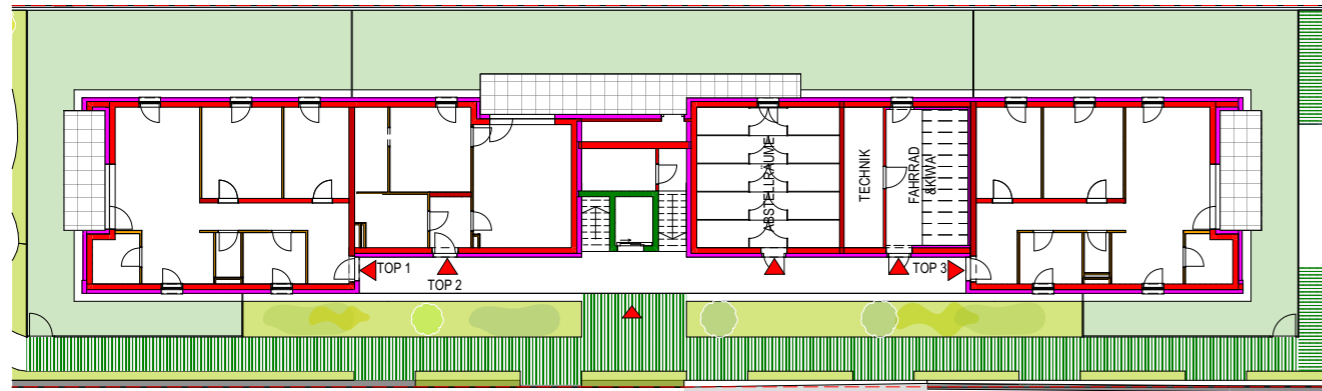 TOP 1
TOP 2
ABSTELLRÄUME
TECHNIK
FAHRRAD
&KIWA
TOP 3